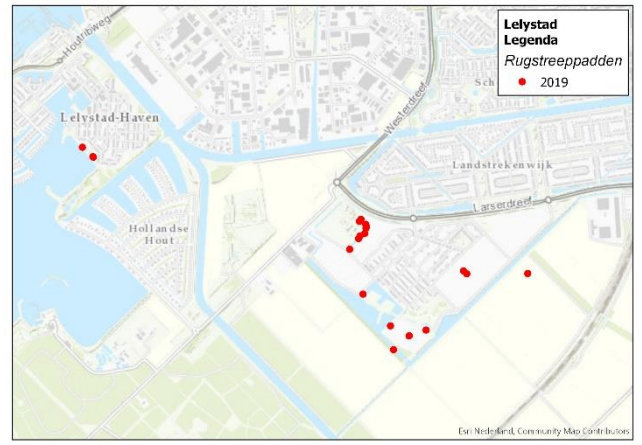 Lelystad
Legenda
Rugstreeppadden
2019
o-Houtribweg
Westerdreef
Sch
Lelystad-Haven
Landstrekenwijk
Larserdreef
Hollandse
Hout
Esri Nederland, Community Map Contributors